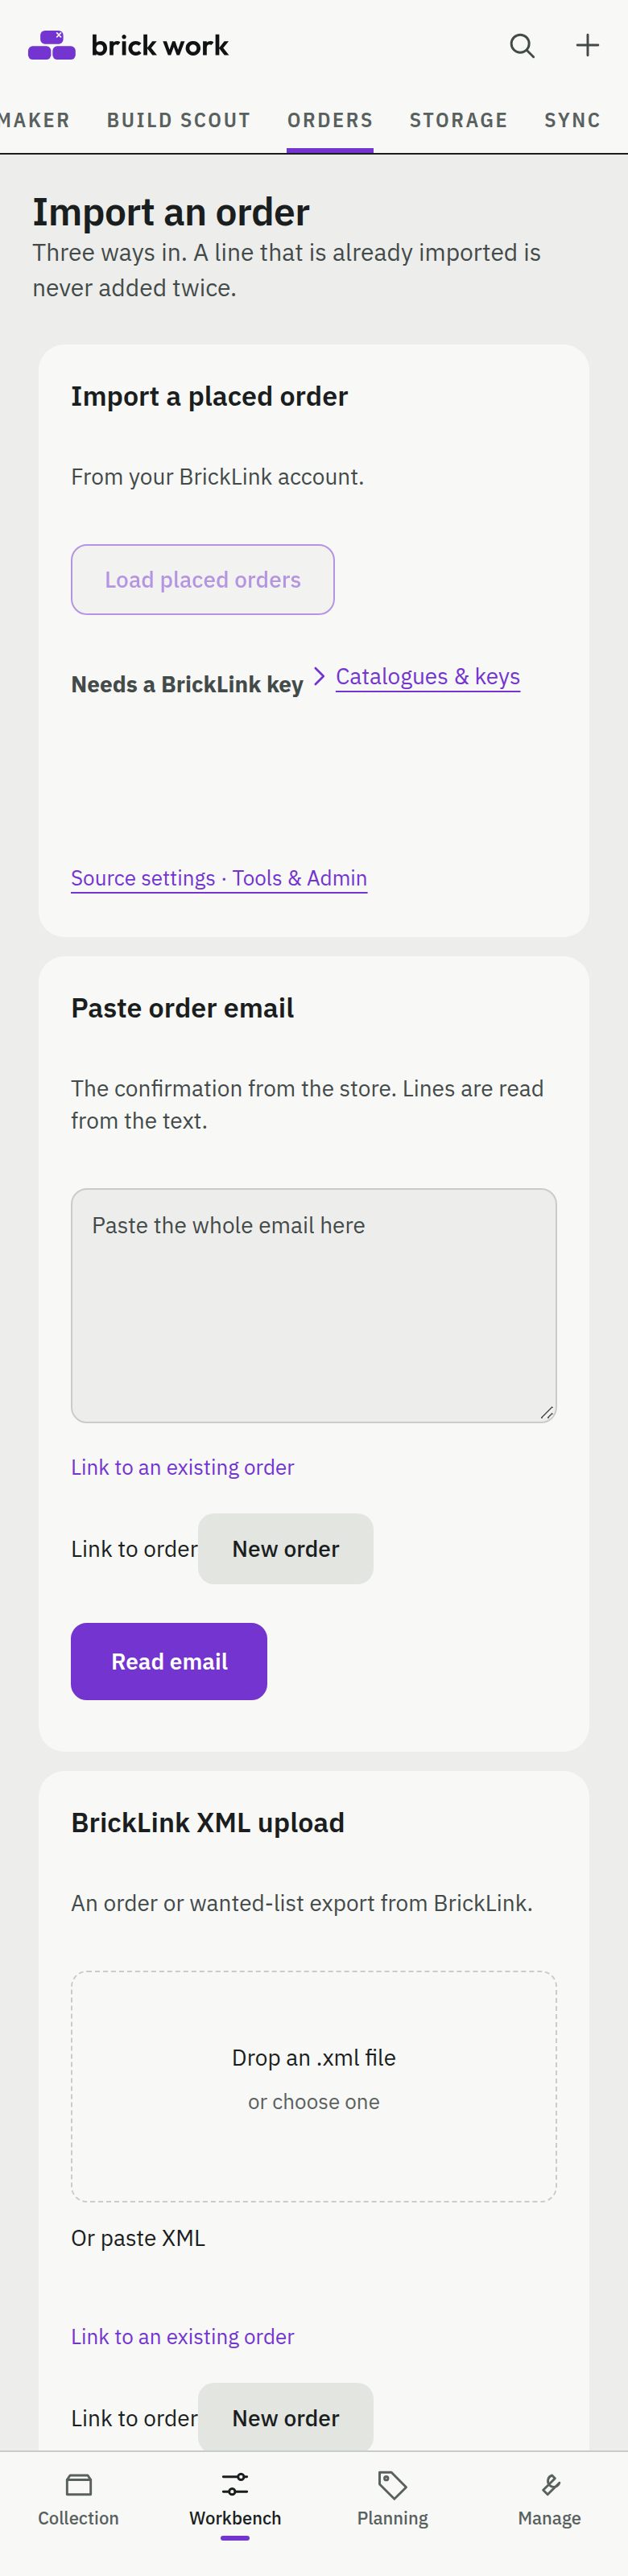 brick work
MAKER BUILD SCOUT ORDERS STORAGE SYNC
Import an order
Three ways in. A line that is already imported is
never added twice.
Import a placed order
From your BrickLink account.
Load placed orders
Needs a BrickLink key Catalogues & keys
Source settings · Tools & Admin
Paste order email
The confirmation from the store. Lines are read
from the text.
Paste the whole email here
Link to an existing order
Link to order New order
Read email
BrickLink XML upload
An order or wanted-list export from BrickLink.
Drop an .xml file
or choose one
Or paste XML
Link to an existing order
Link to order New order
Collection Workbench Planning Manage